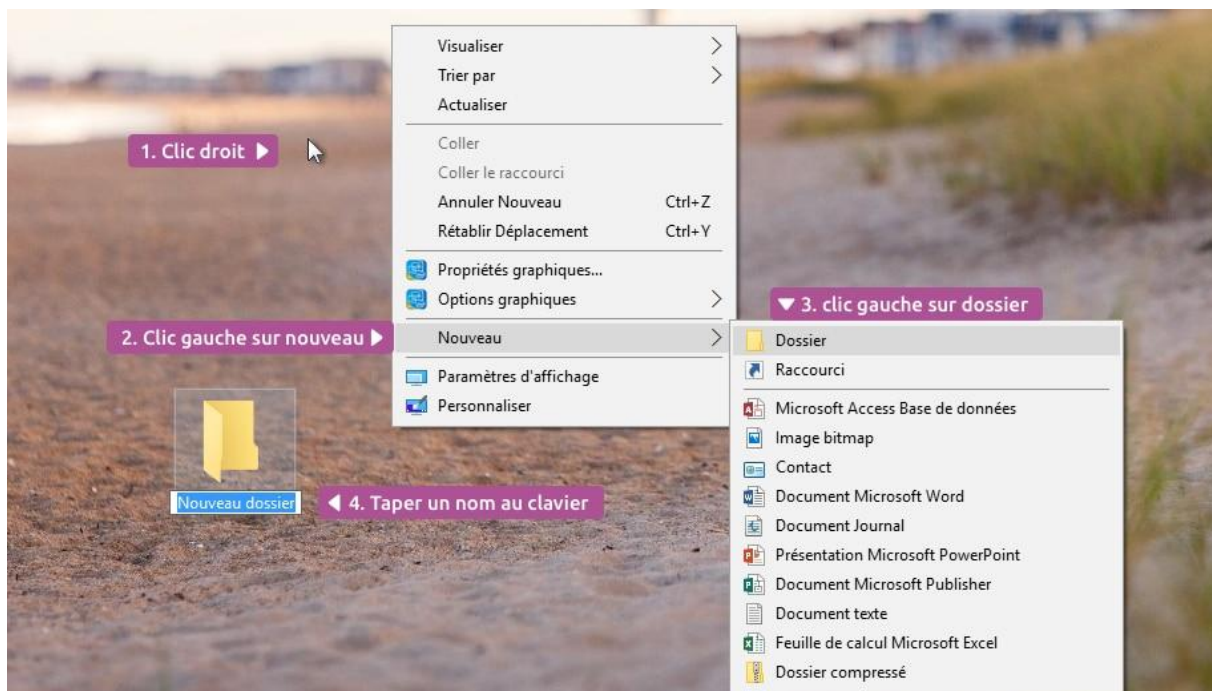 Visualiser
Trier par
Actualiser
1. Clic droit
Coller
Coller le raccourci
Annuler Nouveau Ctrl+Z
Rétablir Déplacement Ctrl+Y
Propriétés graphiques...
Options graphiques
3. clic gauche sur dossier
2. Clic gauche sur nouveau
Nouveau
Paramètres d'affichage
Personnaliser
Dossier
Raccourci
Microsoft Access Base de données
Image bitmap
Contact
Document Microsoft Word
Document Journal
Présentation Microsoft PowerPoint
Document Microsoft Publisher
Document texte
Feuille de calcul Microsoft Excel
Dossier compressé
Nouveau dossier
4. Taper un nom au clavier